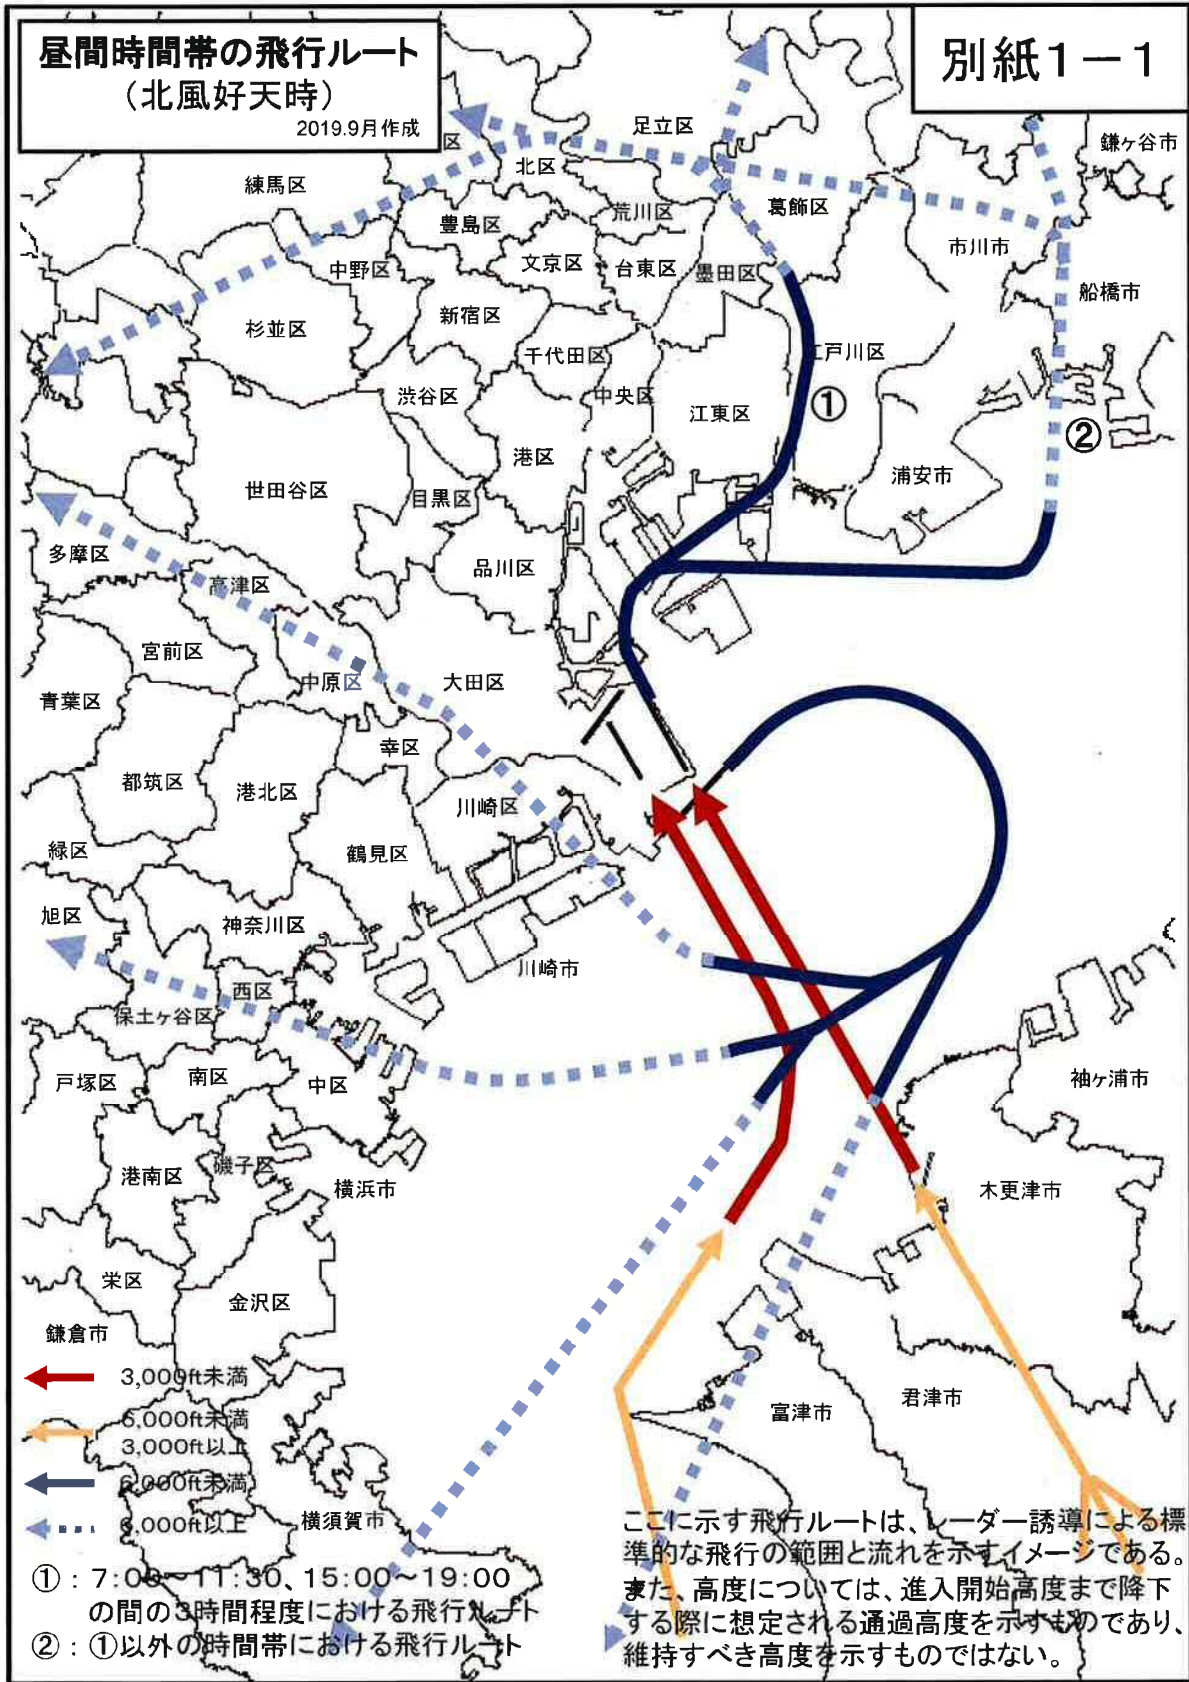 昼間時間帯の飛行ルート
（北風好天時）
2019.9月作成
別紙１－１
足立区
鎌ヶ谷市
区
北区
練馬区
葛飾区
荒川区
豊島区
市川市
文京区
台東区
墨田区
中野区
船橋市
新宿区
杉並区
千代田区
江戸川区
渋谷区
中央区
江東区
①
②
港区
浦安市
世田谷区
目黒区
多摩区
品川区
高津区
宮前区
中原区
大田区
青葉区
幸区
都筑区
港北区
川崎区
緑区
鶴見区
旭区
神奈川区
川崎市
西区
保土ヶ谷区
戸塚区
南区
中区
袖ヶ浦市
港南区
磯子区
横浜市
木更津市
栄区
金沢区
鎌倉市
3,000ft未満
君津市
富津市
6,000ft未満
3,000ft以上
6,000ft未満
6,000ft以上
横須賀市
①：7:00～11:30、15:00～19:00
の間の3時間程度における飛行ルート
②：①以外の時間帯における飛行ルート
ここに示す飛行ルートは、レーダー誘導による標
準的な飛行の範囲と流れを示すイメージである。
また、高度については、進入開始高度まで降下
する際に想定される通過高度を示すものであり、
維持すべき高度を示すものではない。